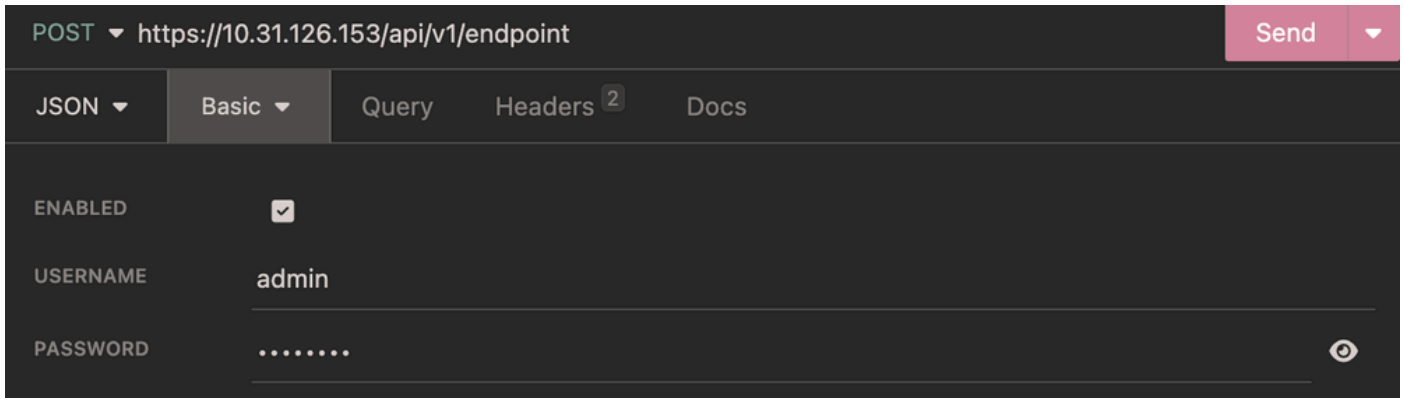 POST https://10.31.126.153/api/v1/endpoint Send
JSON Basic Query Headers 2 Docs
ENABLED
USERNAME admin
PASSWORD ••••••••